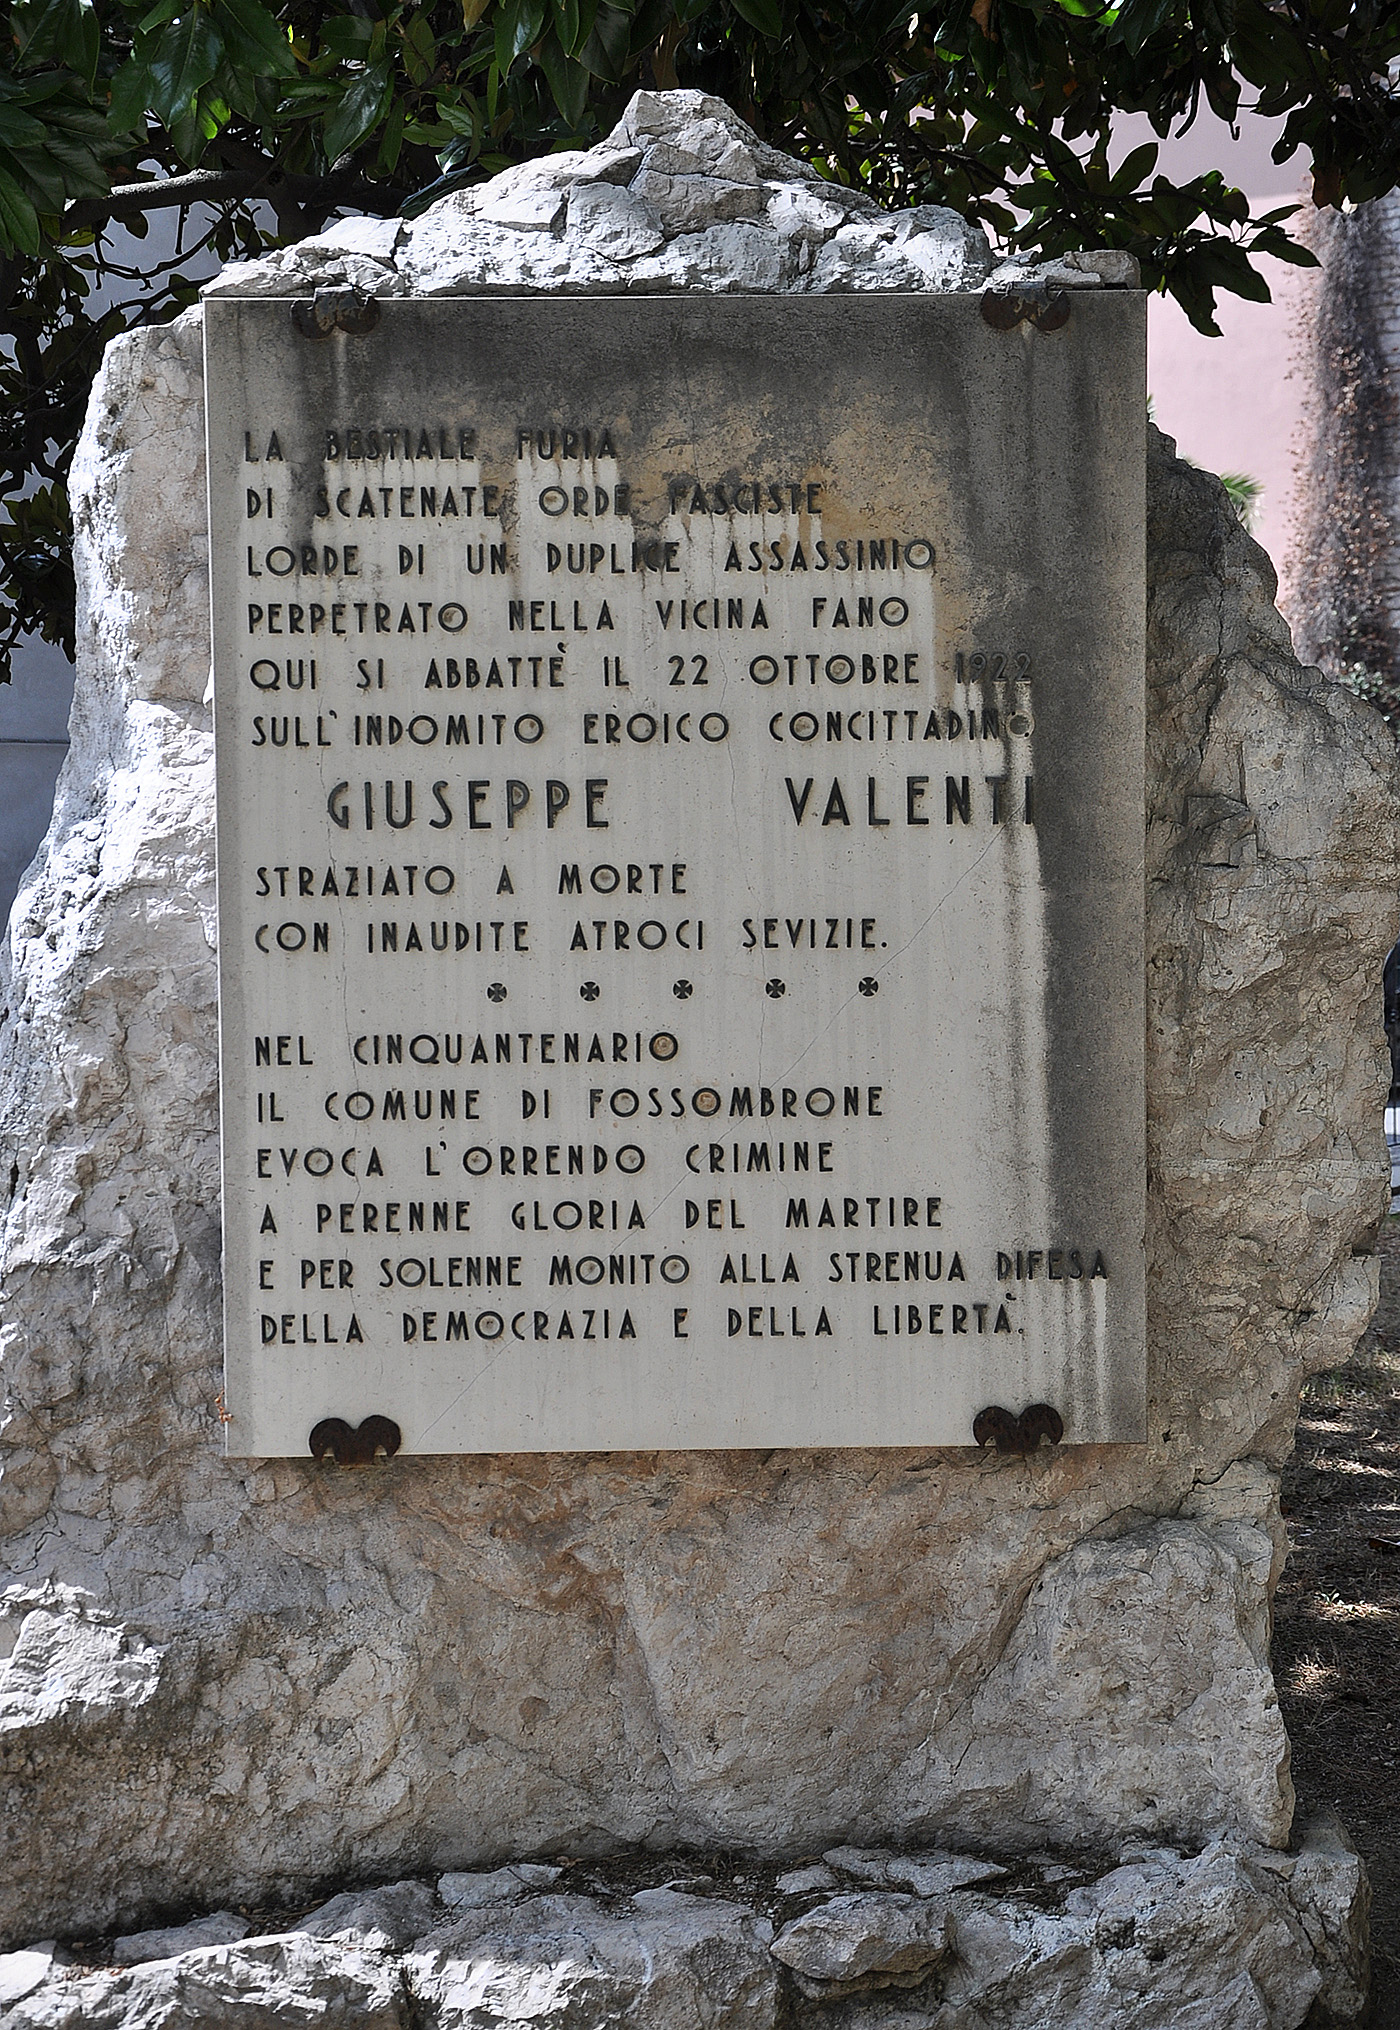 LA BESTIALE FURIA
DI SCATENATE ORDE FASCISTE
LORDE DI UN DUPLICE ASSASSINIO
PERPETRATO NELLA VICINA FANO
QUI SI ABBATTÈ IL 22 OTTOBRE 1922
SULL'INDOMITO EROICO CONCITTADINO
GIUSEPPE VALENTI
STRAZIATO A MORTE
CON INAUDITE ATROCI SEVIZIE.
NEL CINQUANTENARIO
IL COMUNE DI FOSSOMBRONE
EVOCA L'ORRENDO CRIMINE
A PERENNE GLORIA DEL MARTIRE
E PER SOLENNE MONITO ALLA STRENUA DIFESA
DELLA DEMOCRAZIA E DELLA LIBERTÀ.